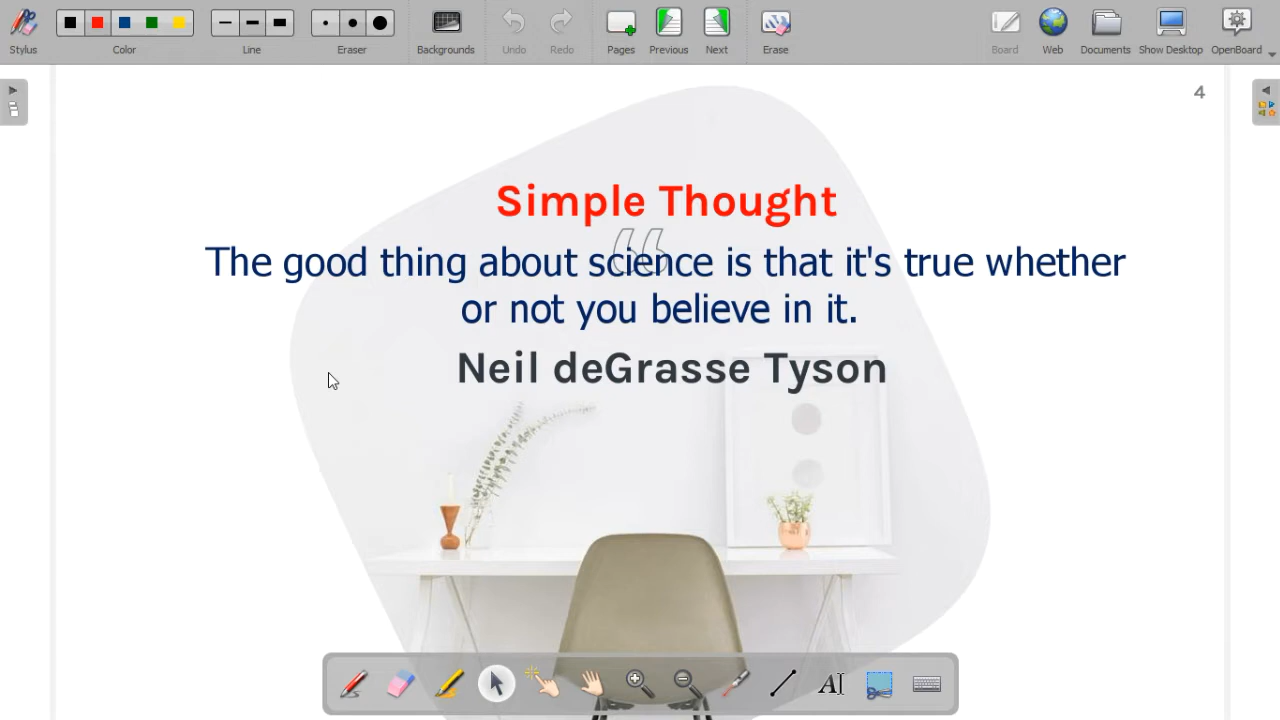 Stylus
Color
Line
Eraser
Backgrounds
Undo
Redo
Pages
Previous
Next
Erase
Board
Web
Documents
Show Desktop
OpenBoard
4
Simple Thought
“
The good thing about science is that it's true whether
or not you believe in it.
Neil deGrasse Tyson
AI